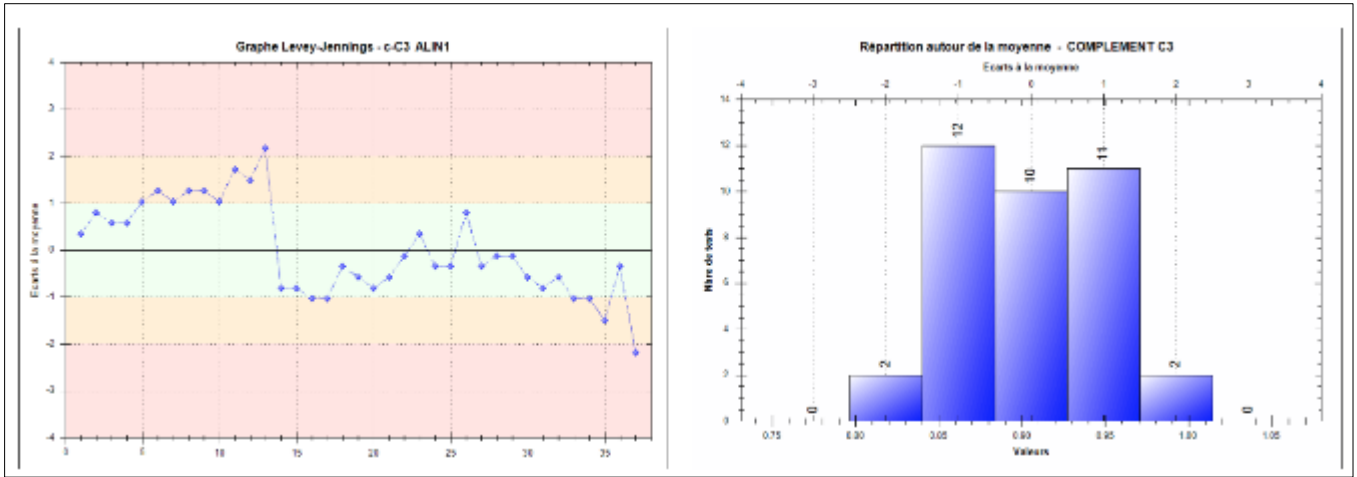 Graphe Levey-Jennings - c-C3 ALIN1
Ecarts à la moyenne
4
3
2
1
0
-1
-2
-3
-4
0 5 10 15 20 25 30 35
Répartition autour de la moyenne - COMPLEMENT C3
Ecarts à la moyenne
-4 -3 -2 -1 0 1 2 3 4
Nbre de tests
14
12
10
8
6
4
2
0
0 2 12 10 11 2 0
0.75 0.80 0.85 0.90 0.95 1.00 1.05
Valeurs